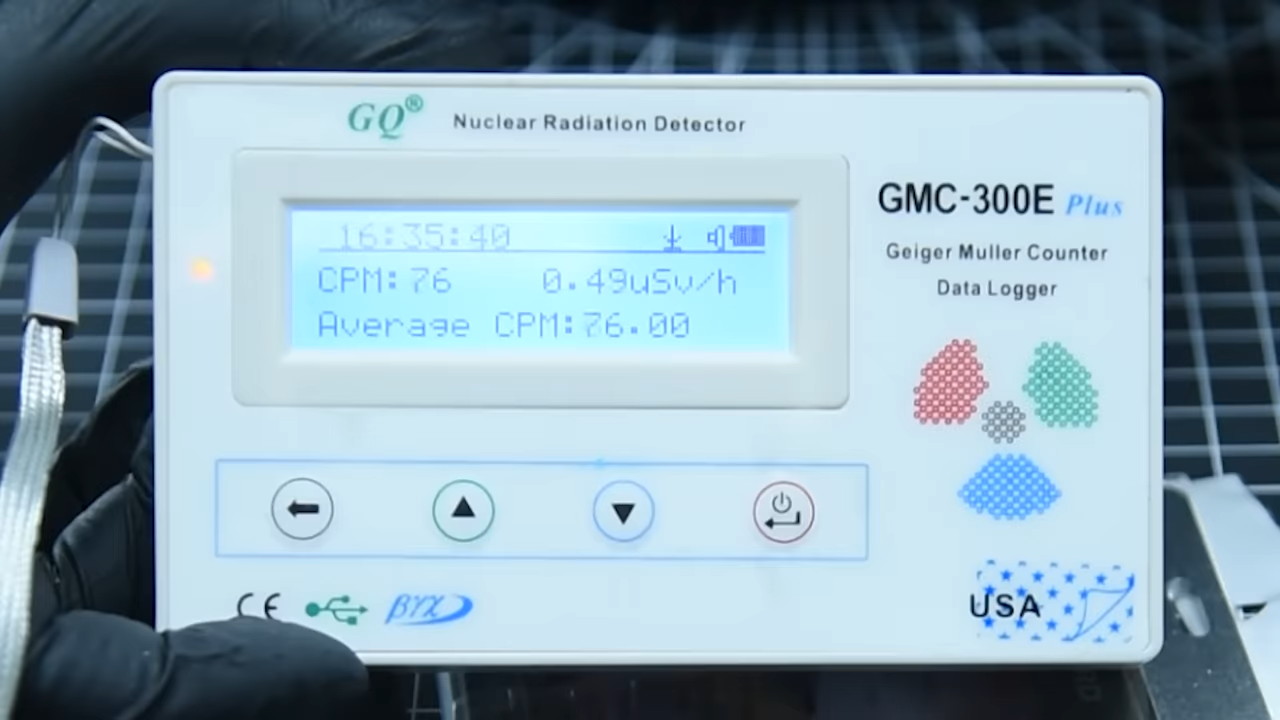 GQ®
Nuclear Radiation Detector
16:35:40
CPM:76 0.49uSv/h
Average CPM:76.00
GMC-300E Plus
Geiger Muller Counter
Data Logger
CE
βγχ
USA